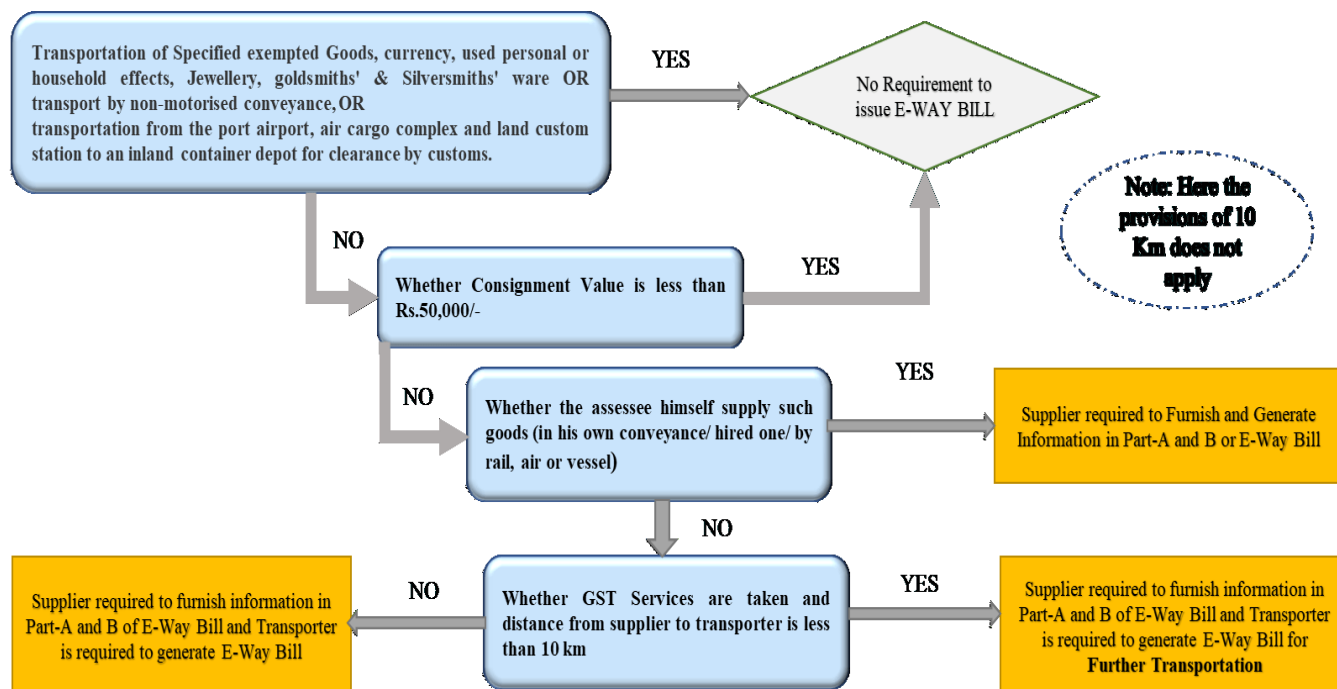 Transportation of Specified exempted Goods, currency, used personal or
household effects, Jewellery, goldsmiths' & Silversmiths' ware OR
transport by non-motorised conveyance, OR
transportation from the port airport, air cargo complex and land custom
station to an inland container depot for clearance by customs.
YES
No Requirement to
issue E-WAY BILL
Note: Here the
provisions of 10
Km does not
apply
NO
Whether Consignment Value is less than
Rs.50,000/-
YES
NO
Whether the assessee himself supply such
goods (in his own conveyance/ hired one/ by
rail, air or vessel)
YES
Supplier required to Furnish and Generate
Information in Part-A and B or E-Way Bill
NO
Supplier required to furnish information in
Part-A and B of E-Way Bill and Transporter
is required to generate E-Way Bill
NO
Whether GST Services are taken and
distance from supplier to transporter is less
than 10 km
YES
Supplier required to furnish information in
Part-A and B of E-Way Bill and Transporter
is required to generate E-Way Bill for
Further Transportation